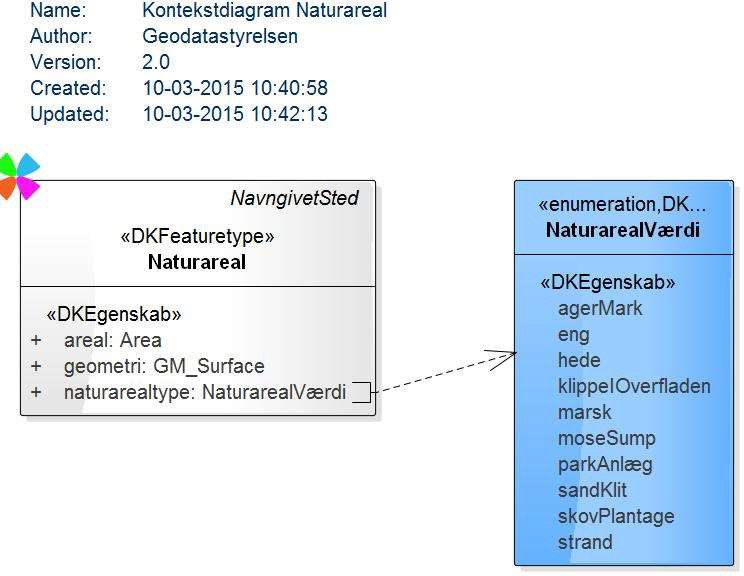 Name: Kontekstdiagram Naturareal
Author: Geodatastyrelsen
Version: 2.0
Created: 10-03-2015 10:40:58
Updated: 10-03-2015 10:42:13
NavngivetSted
«DKFeaturetype»
Naturareal
«DKEgenskab»
+ areal: Area
+ geometri: GM_Surface
+ naturarealtype: NaturarealVærdi
«enumeration,DK...
NaturarealVærdi
«DKEgenskab»
agerMark
eng
hede
klippeIOverfladen
marsk
moseSump
parkAnlæg
sandKlit
skovPlantage
strand